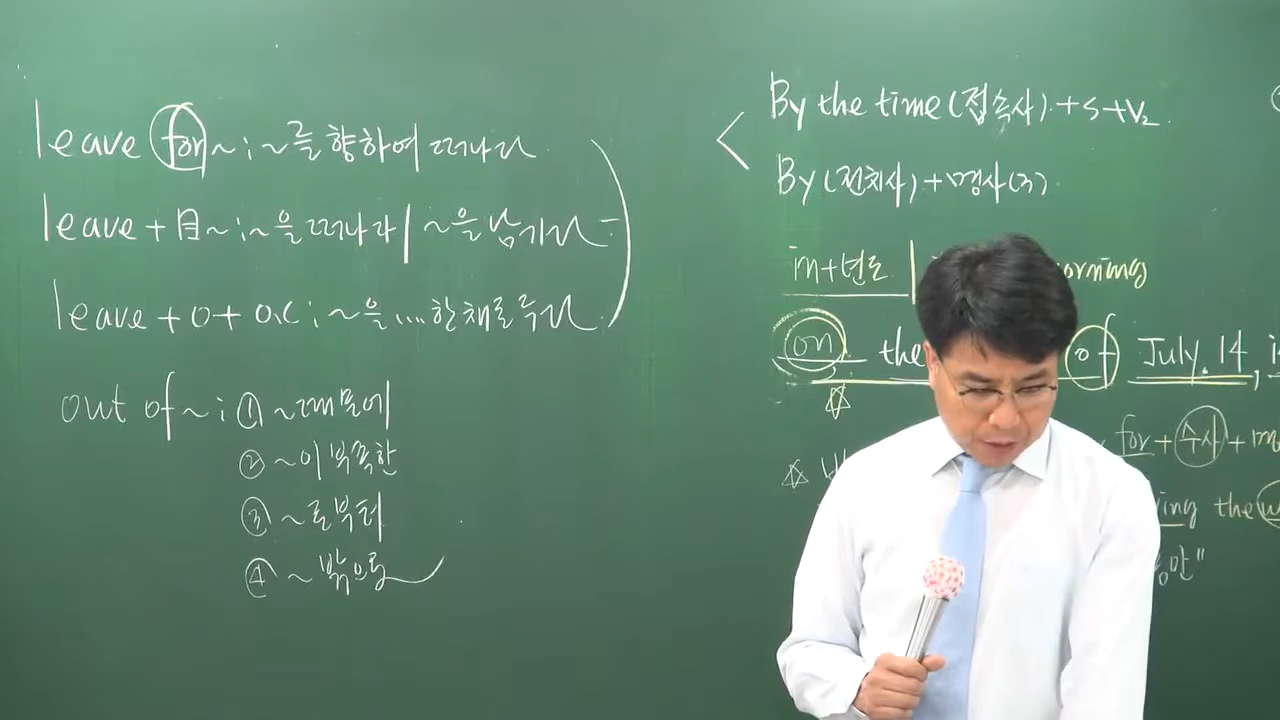 leave for ~ ; ~를 향하여 떠나다
leave + 목 ~ ; ~을 떠나다 | ~을 남기다
leave + O + O.C ; ~을 .... 한채로 두다
out of ~ ; ① ~때문에
② ~이 부족한
③ ~로부터
④ ~밖으로
By the time (접속사) + S + V₂
By (전치사) + 명사(구)
in + 년도 | orning
on the of July. 14,
☆
☆ for + 수사 +
ing the